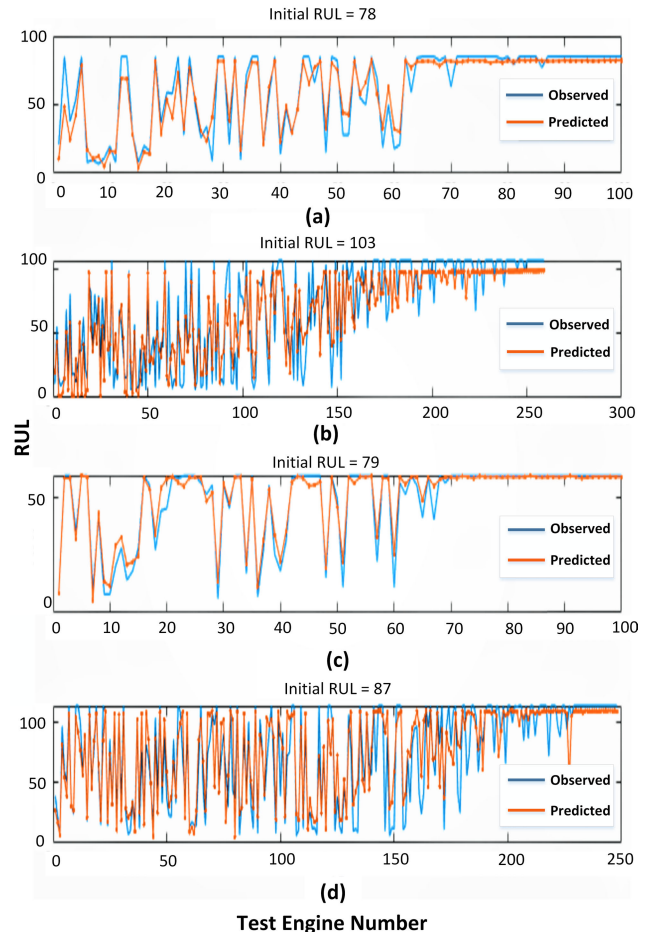 Initial RUL = 78
100
50
0
0 10 20 30 40 50 60 70 80 90 100
Observed
Predicted
(a)
Initial RUL = 103
100
50
0
0 50 100 150 200 250 300
Observed
Predicted
(b)
RUL
Initial RUL = 79
50
0
0 10 20 30 40 50 60 70 80 90 100
Observed
Predicted
(c)
Initial RUL = 87
100
50
0
0 50 100 150 200 250
Observed
Predicted
(d)
Test Engine Number